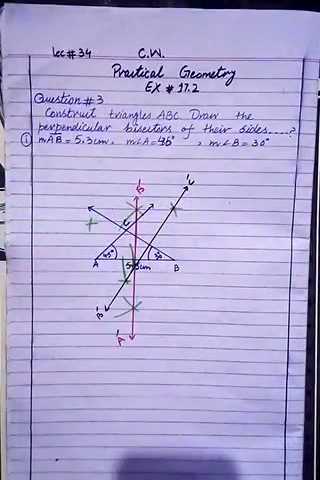 Lec# 34 C.W.
Practical Geometry
EX # 17.2
Question # 3
Construct triangles ABC. Draw the
perpendicular bisectors of their sides.....?
(i) mAB = 5.3cm, m∠A = 45° , m∠B = 30°
B'
C'
C
45°
30°
A 5.3cm B
B'
A'